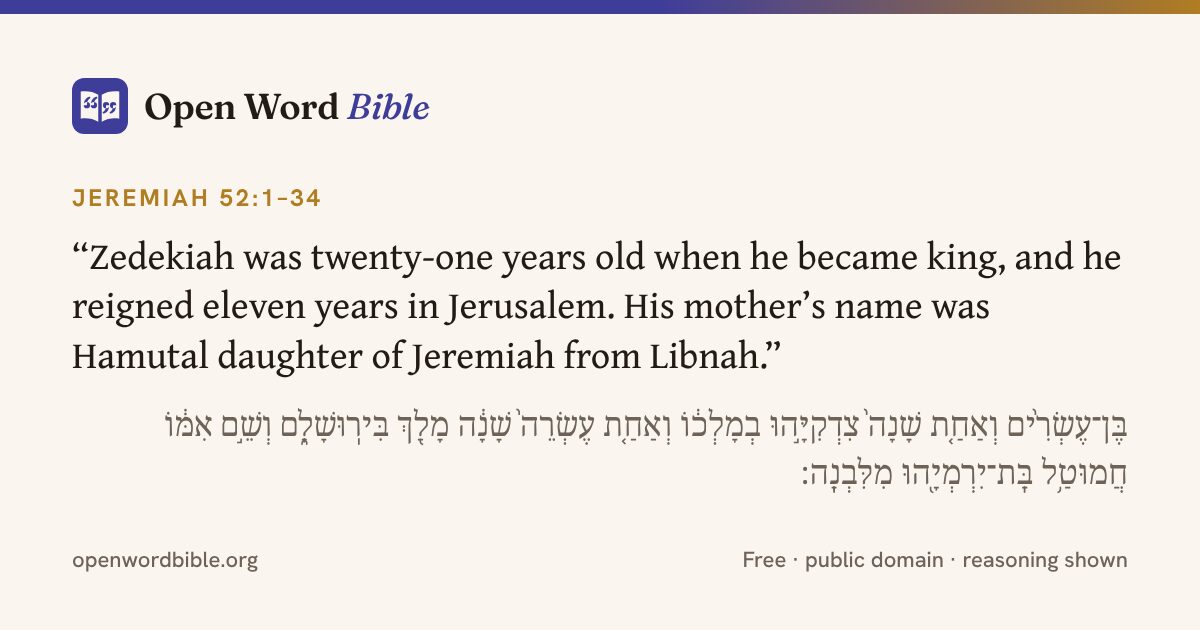 Open Word Bible
JEREMIAH 52:1–34
“Zedekiah was twenty-one years old when he became king, and he
reigned eleven years in Jerusalem. His mother’s name was
Hamutal daughter of Jeremiah from Libnah.”
בֶּן־עֶשְׂרִ֨ים וְאַחַ֤ת שָׁנָה֙ צִדְקִיָּ֣הוּ בְמׇלְכ֔וֹ וְאַחַ֤ת עֶשְׂרֵה֙ שָׁנָ֔ה מָלַ֖ךְ בִּירֽוּשָׁלָ֑͏ִם וְשֵׁ֣ם אִמּ֔וֹ
חֲמוּטַ֥ל בַּֽת־יִרְמְיָ֖הוּ מִלִּבְנָֽה׃
openwordbible.org
Free · public domain · reasoning shown